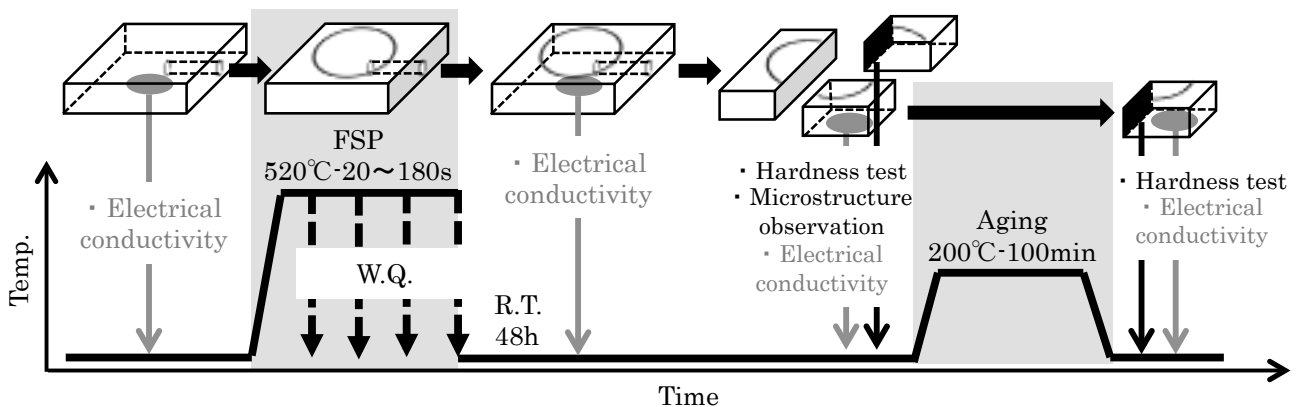 FSP
520℃-20～180s
・Electrical
conductivity
W.Q.
R.T.
48h
・Electrical
conductivity
・Hardness test
・Microstructure
observation
・Electrical
conductivity
Aging
200℃-100min
・Hardness test
・Electrical
conductivity
Temp.
Time